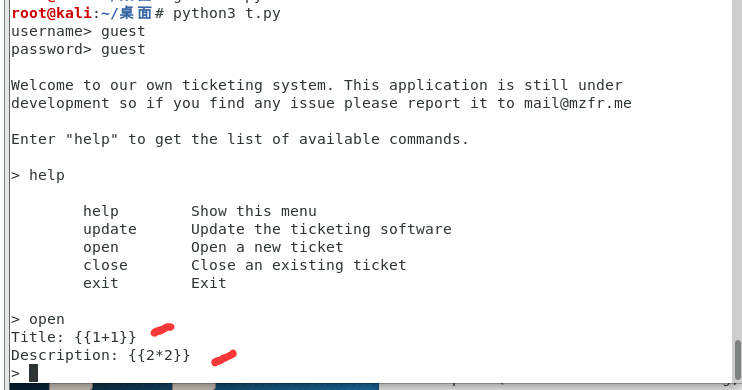 root@kali:~/桌面# python3 t.py
username> guest
password> guest
Welcome to our own ticketing system. This application is still under
development so if you find any issue please report it to mail@mzfr.me
Enter "help" to get the list of available commands.
> help
help Show this menu
update Update the ticketing software
open Open a new ticket
close Close an existing ticket
exit Exit
> open
Title: {{1+1}}
Description: {{2*2}}
>